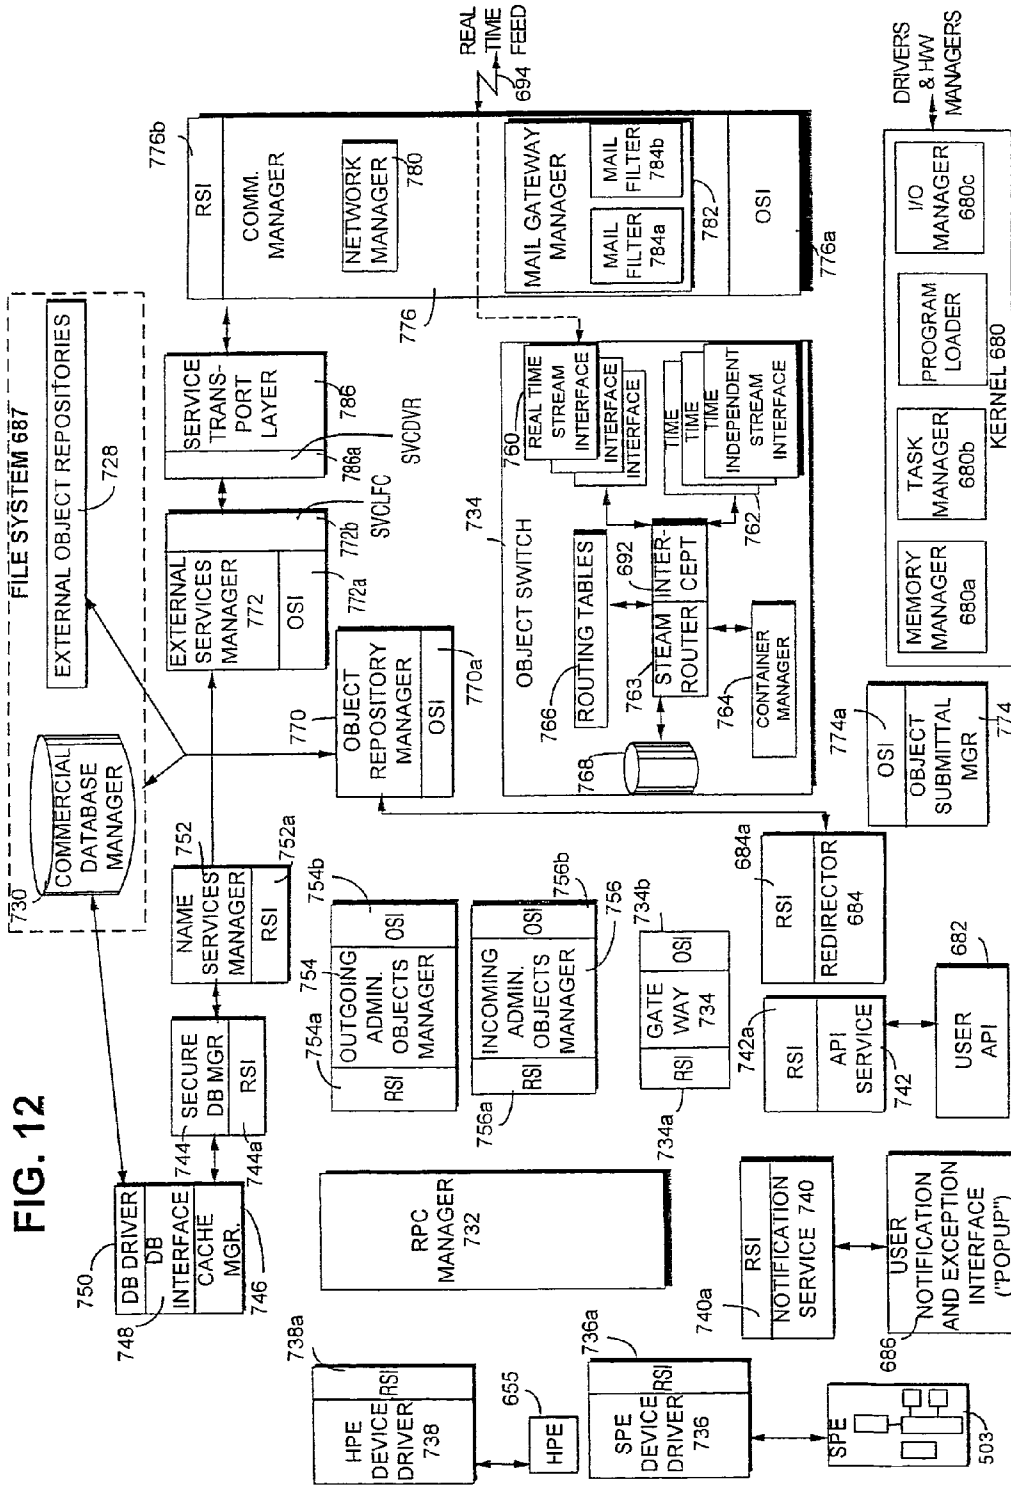 FIG. 12
FILE SYSTEM 687
EXTERNAL OBJECT REPOSITORIES
728
730
COMMERCIAL
DATABASE
MANAGER
750
DB DRIVER
DB
INTERFACE
748
CACHE
MGR.
746
744
SECURE
DB MGR
RSI
744a
752
NAME
SERVICES
MANAGER
RSI
752a
EXTERNAL
SERVICES
MANAGER
772
OSI
772a
772b
SVCLFC
SERVICE
TRANS-
PORT
LAYER
786
786a
SVCDVR
776b
RSI
COMM.
MANAGER
NETWORK
MANAGER
780
776
MAIL GATEWAY
MANAGER
MAIL
FILTER
784a
MAIL
FILTER
784b
782
OSI
776a
REAL
TIME
FEED
694
738a
HPE
DEVICE
DRIVER
738
RSI
655
HPE
736a
SPE
DEVICE
DRIVER
736
RSI
SPE
503
RPC
MANAGER
732
754a
754
754b
RSI
OUTGOING
ADMIN.
OBJECTS
MANAGER
OSI
756a
RSI
INCOMING
ADMIN.
OBJECTS
MANAGER
OSI
756b
756
734a
RSI
GATE
WAY
734
OSI
734b
770
OBJECT
REPOSITORY
MANAGER
OSI
770a
734
OBJECT SWITCH
766
ROUTING TABLES
760
REAL TIME
STREAM
INTERFACE
INTERFACE
INTERFACE
768
763
STEAM
ROUTER
692
INTER-
CEPT
TIME
TIME
TIME
INDEPENDENT
STREAM
INTERFACE
762
764
CONTAINER
MANAGER
740a
RSI
NOTIFICATION
SERVICE 740
686
USER
NOTIFICATION
AND EXCEPTION
INTERFACE
("POPUP")
742a
RSI
API
SERVICE
742
USER
API
682
684a
RSI
REDIRECTOR
684
774a
OSI
OBJECT
SUBMITTAL
MGR
774
MEMORY
MANAGER
680a
TASK
MANAGER
680b
PROGRAM
LOADER
I/O
MANAGER
680c
KERNEL 680
DRIVERS
& H/W
MANAGERS